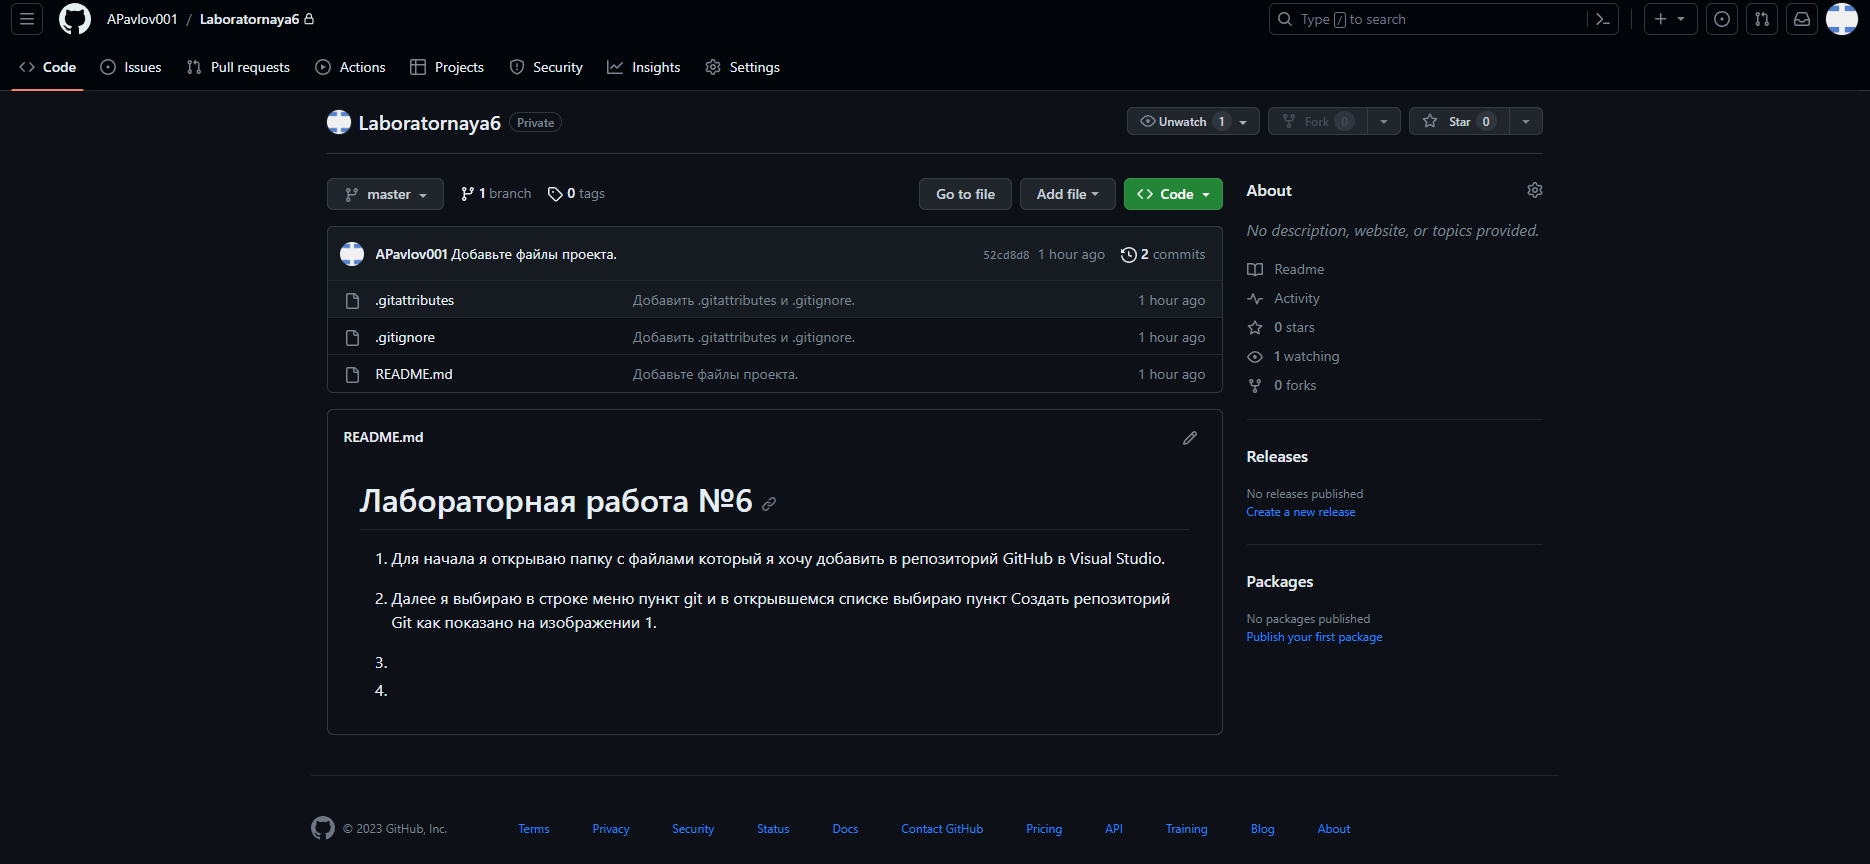 APavlov001 / Laboratornaya6
Type / to search
Code Issues Pull requests Actions Projects Security Insights Settings
Laboratornaya6 Private
Unwatch 1 Fork 0 Star 0
master 1 branch 0 tags
Go to file Add file Code
APavlov001 Добавьте файлы проекта. 52cd8d8 1 hour ago 2 commits
.gitattributes Добавить .gitattributes и .gitignore. 1 hour ago
.gitignore Добавить .gitattributes и .gitignore. 1 hour ago
README.md Добавьте файлы проекта. 1 hour ago
README.md
Лабораторная работа №6
1. Для начала я открываю папку с файлами который я хочу добавить в репозиторий GitHub в Visual Studio.
2. Далее я выбираю в строке меню пункт git и в открывшемся списке выбираю пункт Создать репозиторий
Git как показано на изображении 1.
3.
4.
About
No description, website, or topics provided.
Readme
Activity
0 stars
1 watching
0 forks
Releases
No releases published
Create a new release
Packages
No packages published
Publish your first package
© 2023 GitHub, Inc. Terms Privacy Security Status Docs Contact GitHub Pricing API Training Blog About